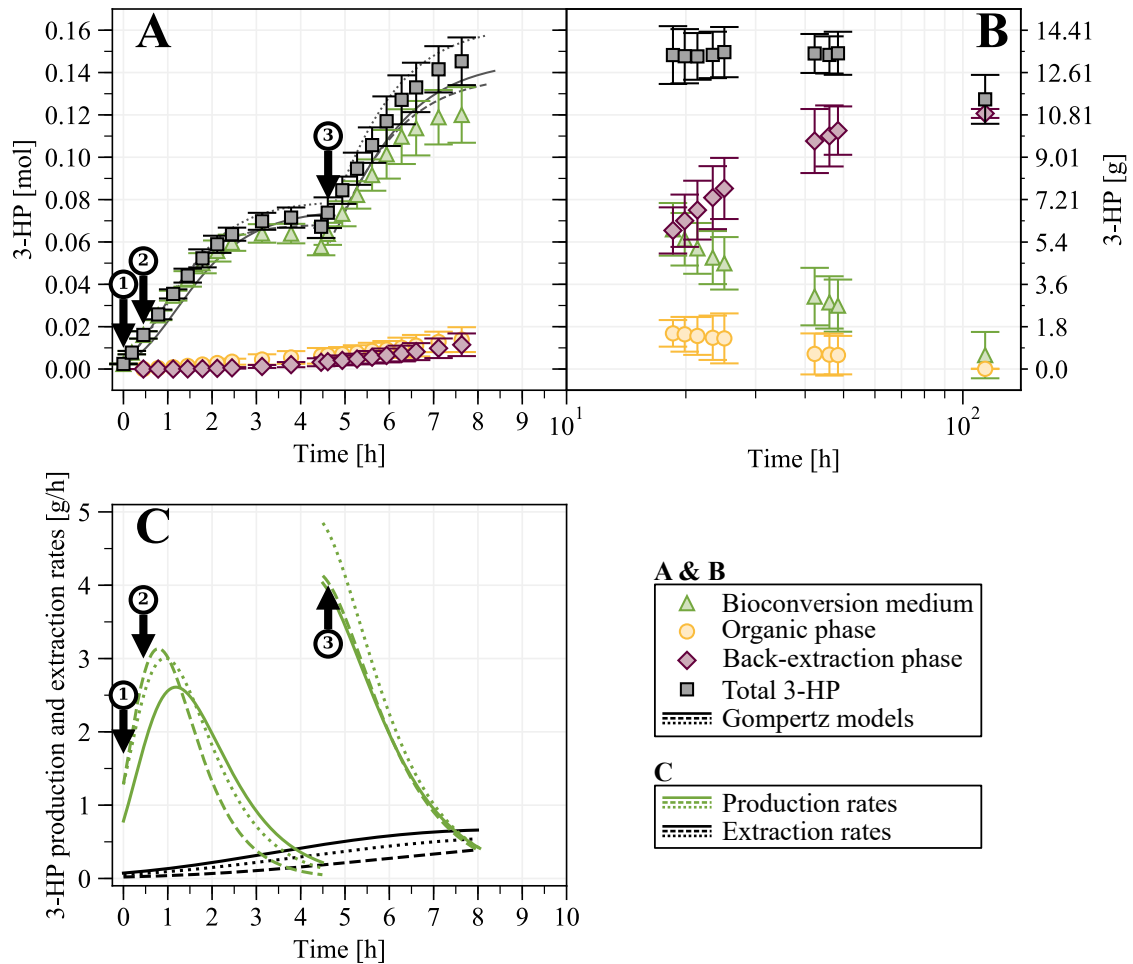 A
B
3-HP [mol]
0.16
0.14
0.12
0.10
0.08
0.06
0.04
0.02
0.00
1
2
3
0 1 2 3 4 5 6 7 8
Time [h]
14.41
12.61
10.81
9.01
7.21
5.4
3.6
1.8
0.0
3-HP [g]
10¹
10²
Time [h]
C
3-HP production and extraction rates [g/h]
5
4
3
2
1
0
1
2
3
0 1 2 3 4 5 6 7 8 9 10
Time [h]
A & B
Bioconversion medium
Organic phase
Back-extraction phase
Total 3-HP
Gompertz models
C
Production rates
Extraction rates